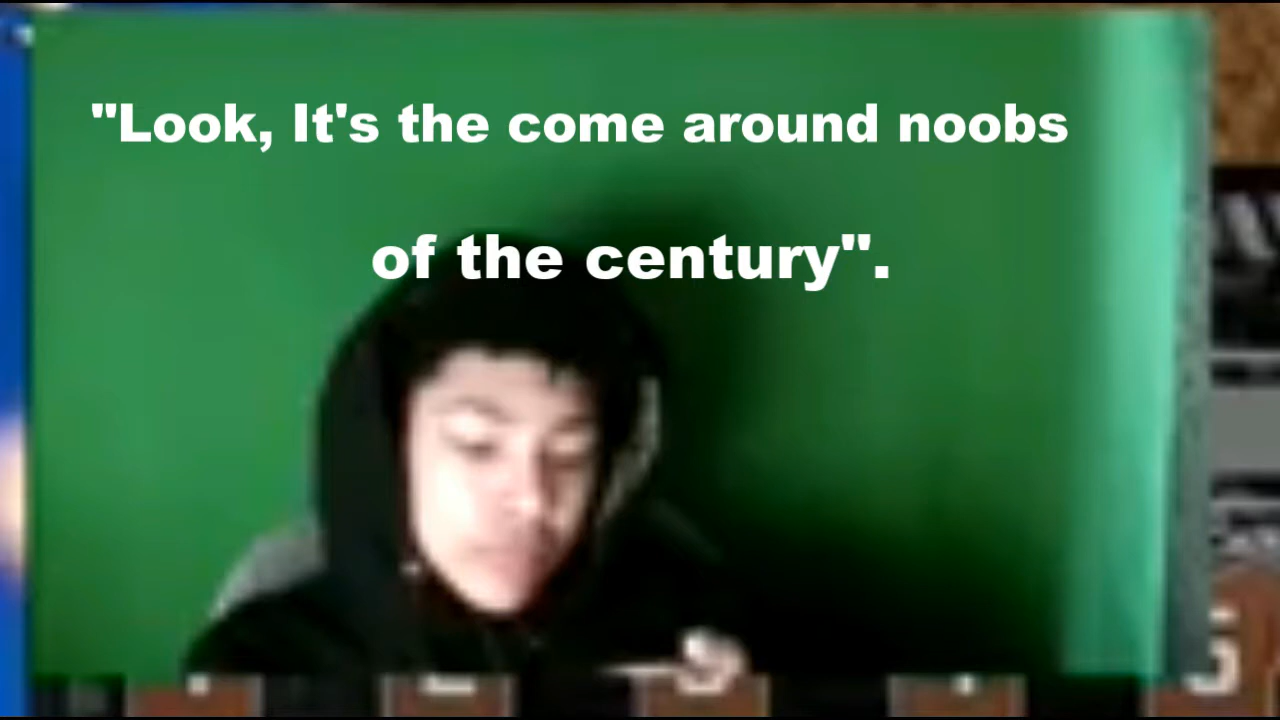 "Look, It's the come around noobs
of the century".